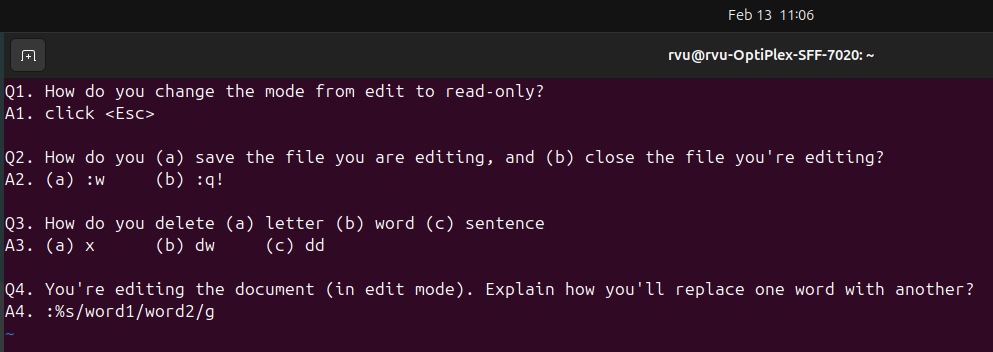 Feb 13 11:06
rvu@rvu-OptiPlex-SFF-7020: ~
Q1. How do you change the mode from edit to read-only?
A1. click <Esc>
Q2. How do you (a) save the file you are editing, and (b) close the file you're editing?
A2. (a) :w     (b) :q!
Q3. How do you delete (a) letter (b) word (c) sentence
A3. (a) x      (b) dw     (c) dd
Q4. You're editing the document (in edit mode). Explain how you'll replace one word with another?
A4. :%s/word1/word2/g
~